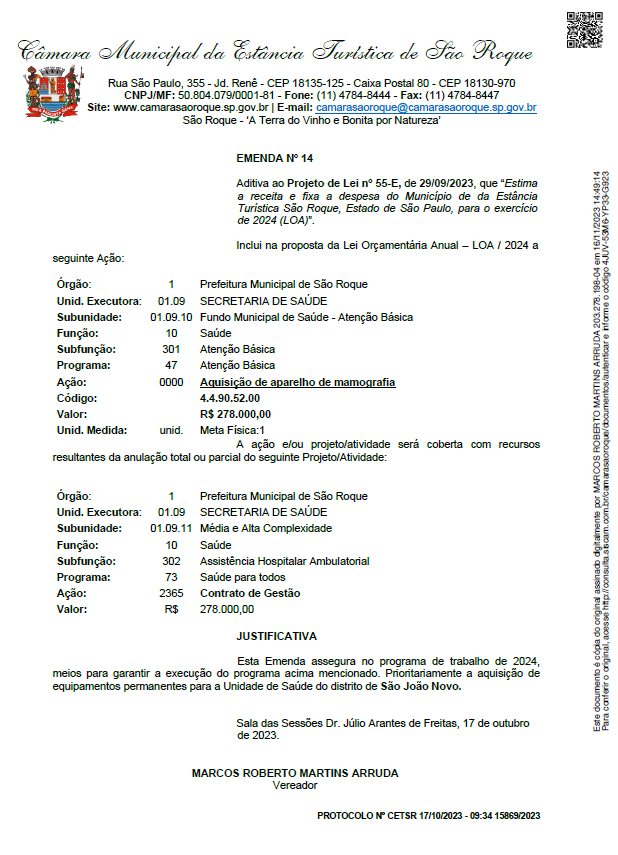 Câmara Municipal da Estância Turística de São Roque
Rua São Paulo, 355 - Jd. Renê - CEP 18135-125 - Caixa Postal 80 - CEP 18130-970
CNPJ/MF: 50.804.079/0001-81 - Fone: (11) 4784-8444 - Fax: (11) 4784-8447
Site: www.camarasaoroque.sp.gov.br | E-mail: camarasaoroque@camarasaoroque.sp.gov.br
São Roque - 'A Terra do Vinho e Bonita por Natureza'
EMENDA Nº 14
Aditiva ao Projeto de Lei nº 55-E, de 29/09/2023, que "Estima
a receita e fixa a despesa do Município de da Estância
Turística São Roque, Estado de São Paulo, para o exercício
de 2024 (LOA)".
Inclui na proposta da Lei Orçamentária Anual – LOA / 2024 a
seguinte Ação:
Órgão: 1 Prefeitura Municipal de São Roque
Unid. Executora: 01.09 SECRETARIA DE SAÚDE
Subunidade: 01.09.10 Fundo Municipal de Saúde - Atenção Básica
Função: 10 Saúde
Subfunção: 301 Atenção Básica
Programa: 47 Atenção Básica
Ação: 0000 Aquisição de aparelho de mamografia
Código: 4.4.90.52.00
Valor: R$ 278.000,00
Unid. Medida: unid. Meta Física:1
A ação e/ou projeto/atividade será coberta com recursos
resultantes da anulação total ou parcial do seguinte Projeto/Atividade:
Órgão: 1 Prefeitura Municipal de São Roque
Unid. Executora: 01.09 SECRETARIA DE SAÚDE
Subunidade: 01.09.11 Média e Alta Complexidade
Função: 10 Saúde
Subfunção: 302 Assistência Hospitalar Ambulatorial
Programa: 73 Saúde para todos
Ação: 2365 Contrato de Gestão
Valor: R$ 278.000,00
JUSTIFICATIVA
Esta Emenda assegura no programa de trabalho de 2024,
meios para garantir a execução do programa acima mencionado. Prioritariamente a aquisição de
equipamentos permanentes para a Unidade de Saúde do distrito de São João Novo.
Sala das Sessões Dr. Júlio Arantes de Freitas, 17 de outubro
de 2023.
MARCOS ROBERTO MARTINS ARRUDA
Vereador
PROTOCOLO Nº CETSR 17/10/2023 - 09:34 15869/2023
Este documento é cópia do original assinado digitalmente por MARCOS ROBERTO MARTINS ARRUDA 203.278.198-04 em 16/11/2023 14:49:14
Para conferir o original, acesse http://consulta.siscam.com.br/camarasaoroque/documentos/autenticar e informe o código 4JUV-53M6-YP33-G923